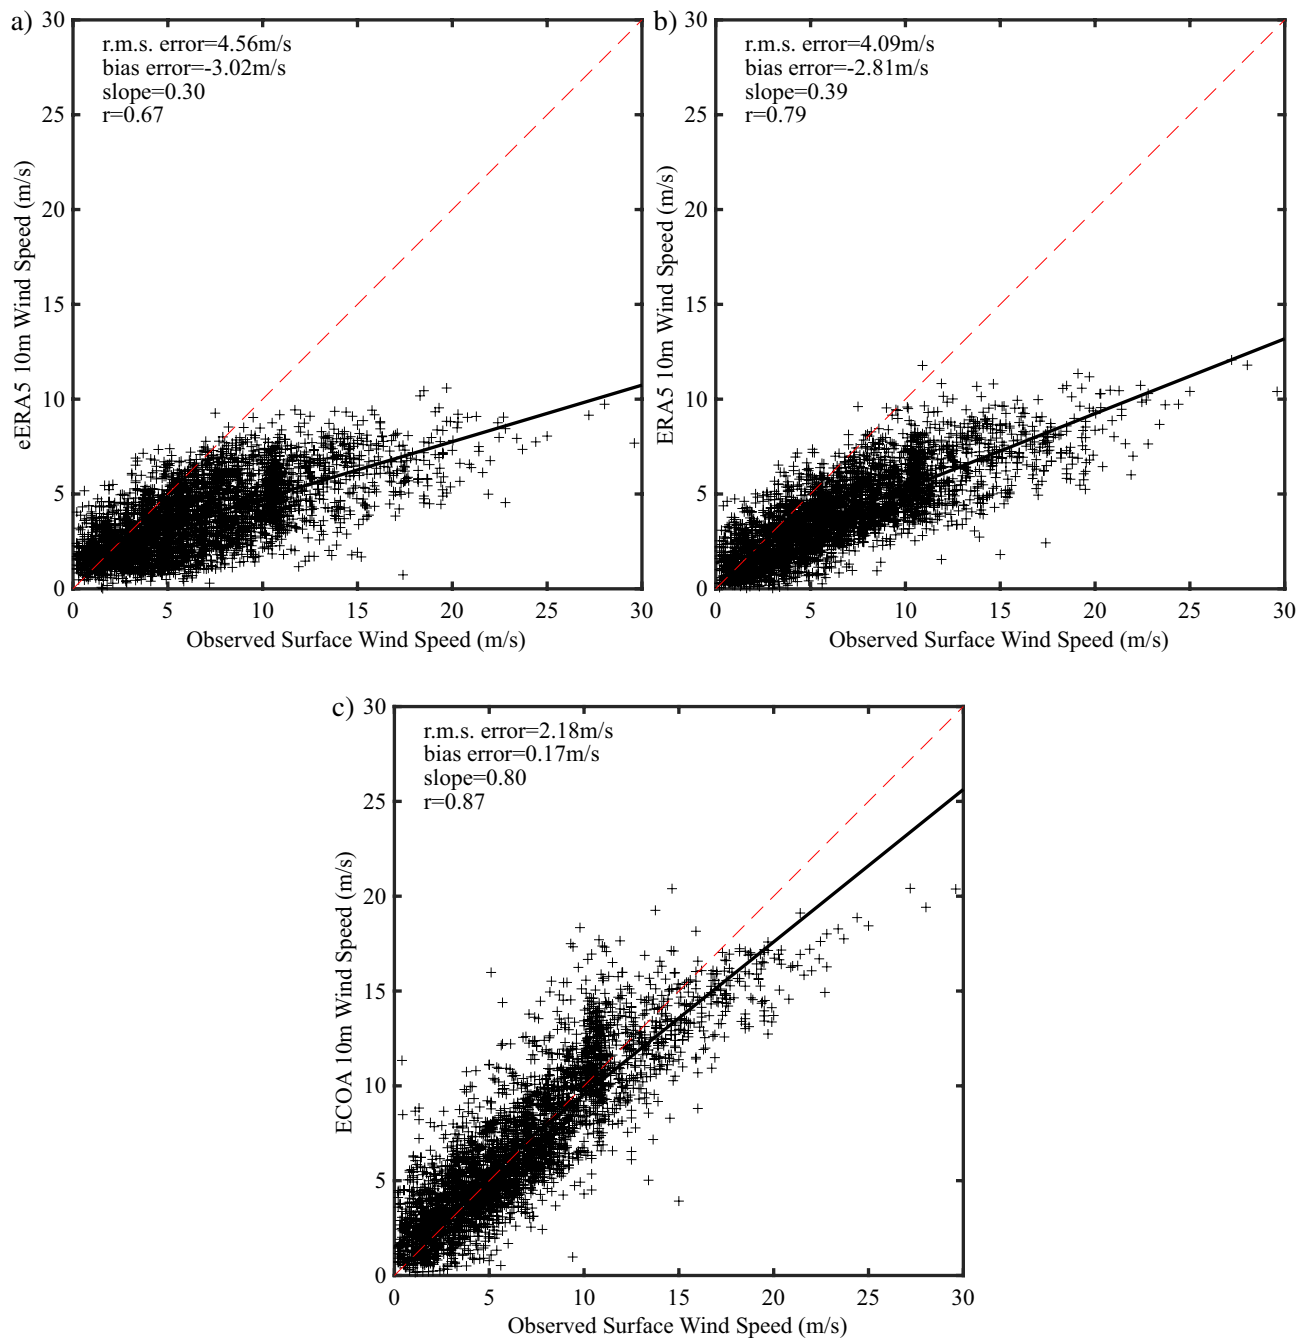 a)
r.m.s. error=4.56m/s
bias error=-3.02m/s
slope=0.30
r=0.67
30
25
20
15
10
5
0
eERA5 10m Wind Speed (m/s)
0 5 10 15 20 25 30
Observed Surface Wind Speed (m/s)
b)
r.m.s. error=4.09m/s
bias error=-2.81m/s
slope=0.39
r=0.79
30
25
20
15
10
5
0
ERA5 10m Wind Speed (m/s)
0 5 10 15 20 25 30
Observed Surface Wind Speed (m/s)
c)
r.m.s. error=2.18m/s
bias error=0.17m/s
slope=0.80
r=0.87
30
25
20
15
10
5
0
ECOA 10m Wind Speed (m/s)
0 5 10 15 20 25 30
Observed Surface Wind Speed (m/s)